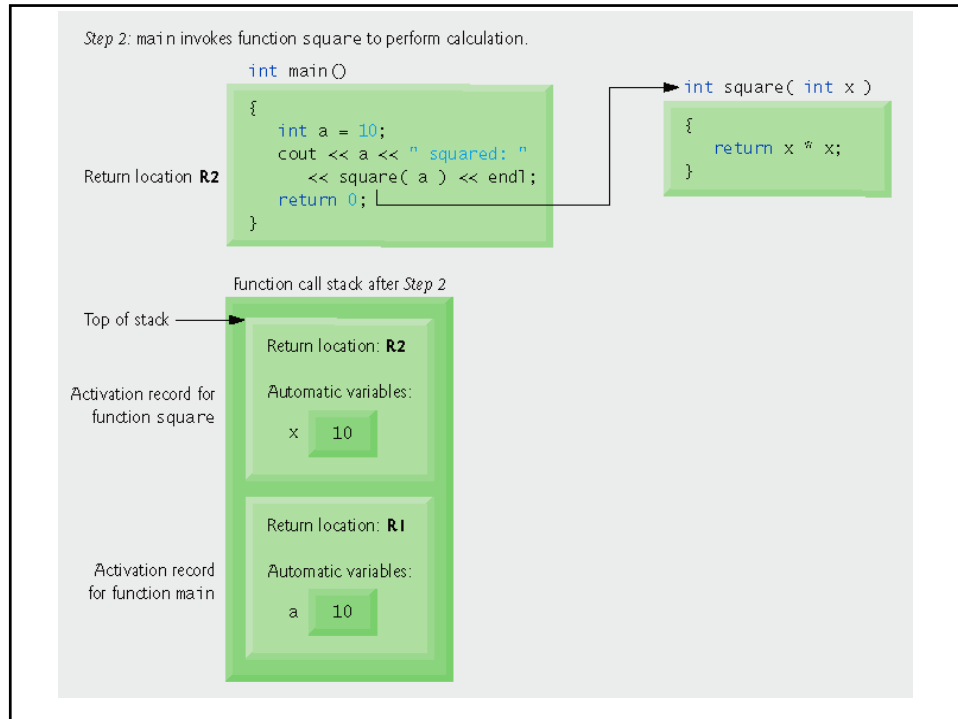 Step 2: main invokes function square to perform calculation.
int main()
{
int a = 10;
cout << a << " squared: "
<< square( a ) << endl;
return 0;
}
Return location R2
int square( int x )
{
return x * x;
}
Function call stack after Step 2
Top of stack
Return location: R2
Automatic variables:
x 10
Activation record for
function square
Return location: R1
Automatic variables:
a 10
Activation record
for function main